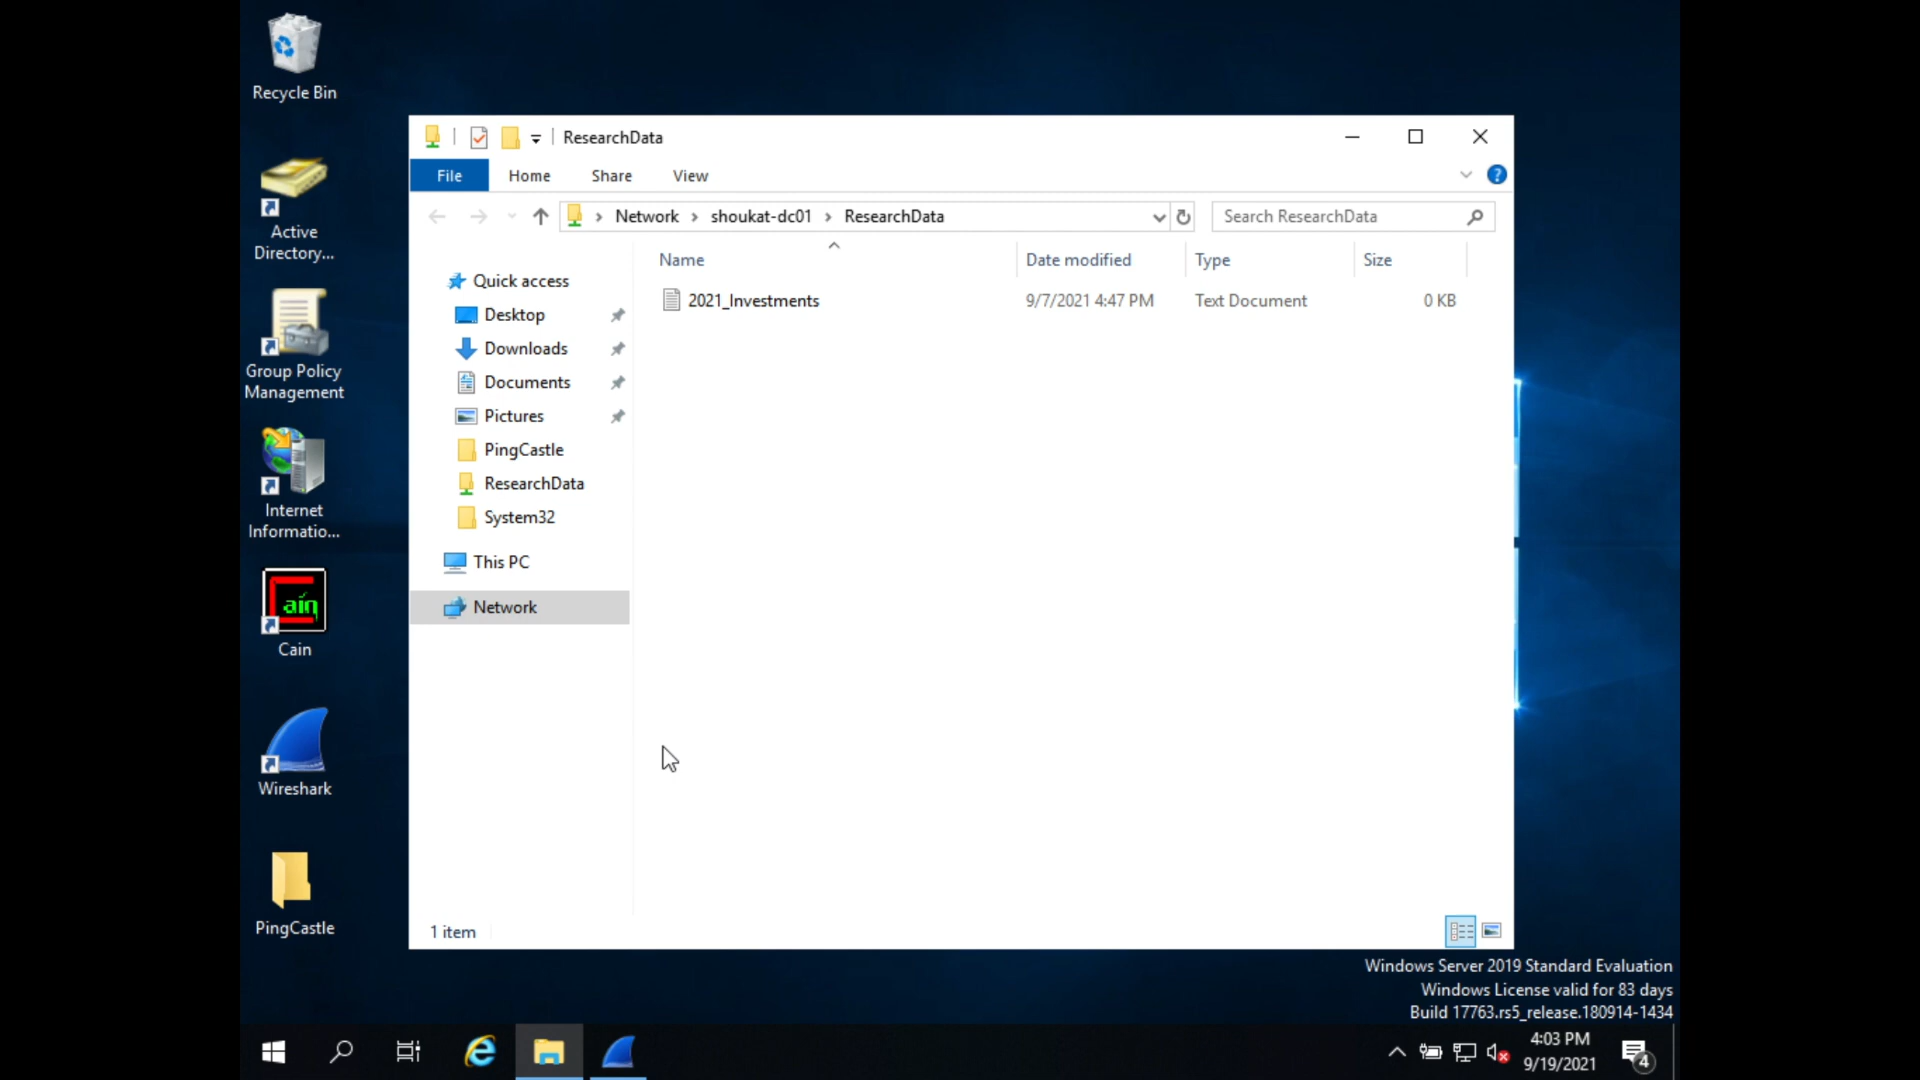 Recycle Bin
Active
Directory...
Group Policy
Management
Internet
Informatio...
Cain
Cain
Wireshark
PingCastle
ResearchData
File Home Share View
?
Network shoukat-dc01 ResearchData
Search ResearchData
Name Date modified Type Size
2021_Investments 9/7/2021 4:47 PM Text Document 0 KB
Quick access
Desktop
Downloads
Documents
Pictures
PingCastle
ResearchData
System32
This PC
Network
1 item
Windows Server 2019 Standard Evaluation
Windows License valid for 83 days
Build 17763.rs5_release.180914-1434
4:03 PM
9/19/2021
4